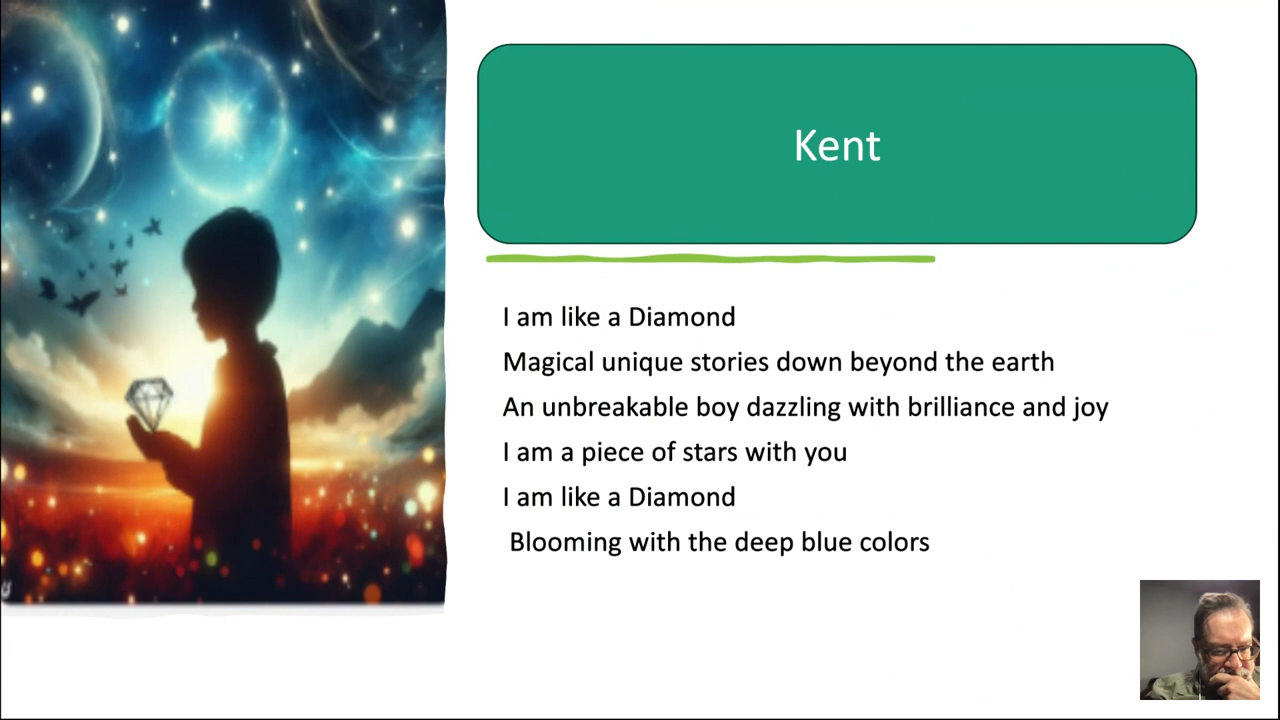 Kent
I am like a Diamond
Magical unique stories down beyond the earth
An unbreakable boy dazzling with brilliance and joy
I am a piece of stars with you
I am like a Diamond
Blooming with the deep blue colors